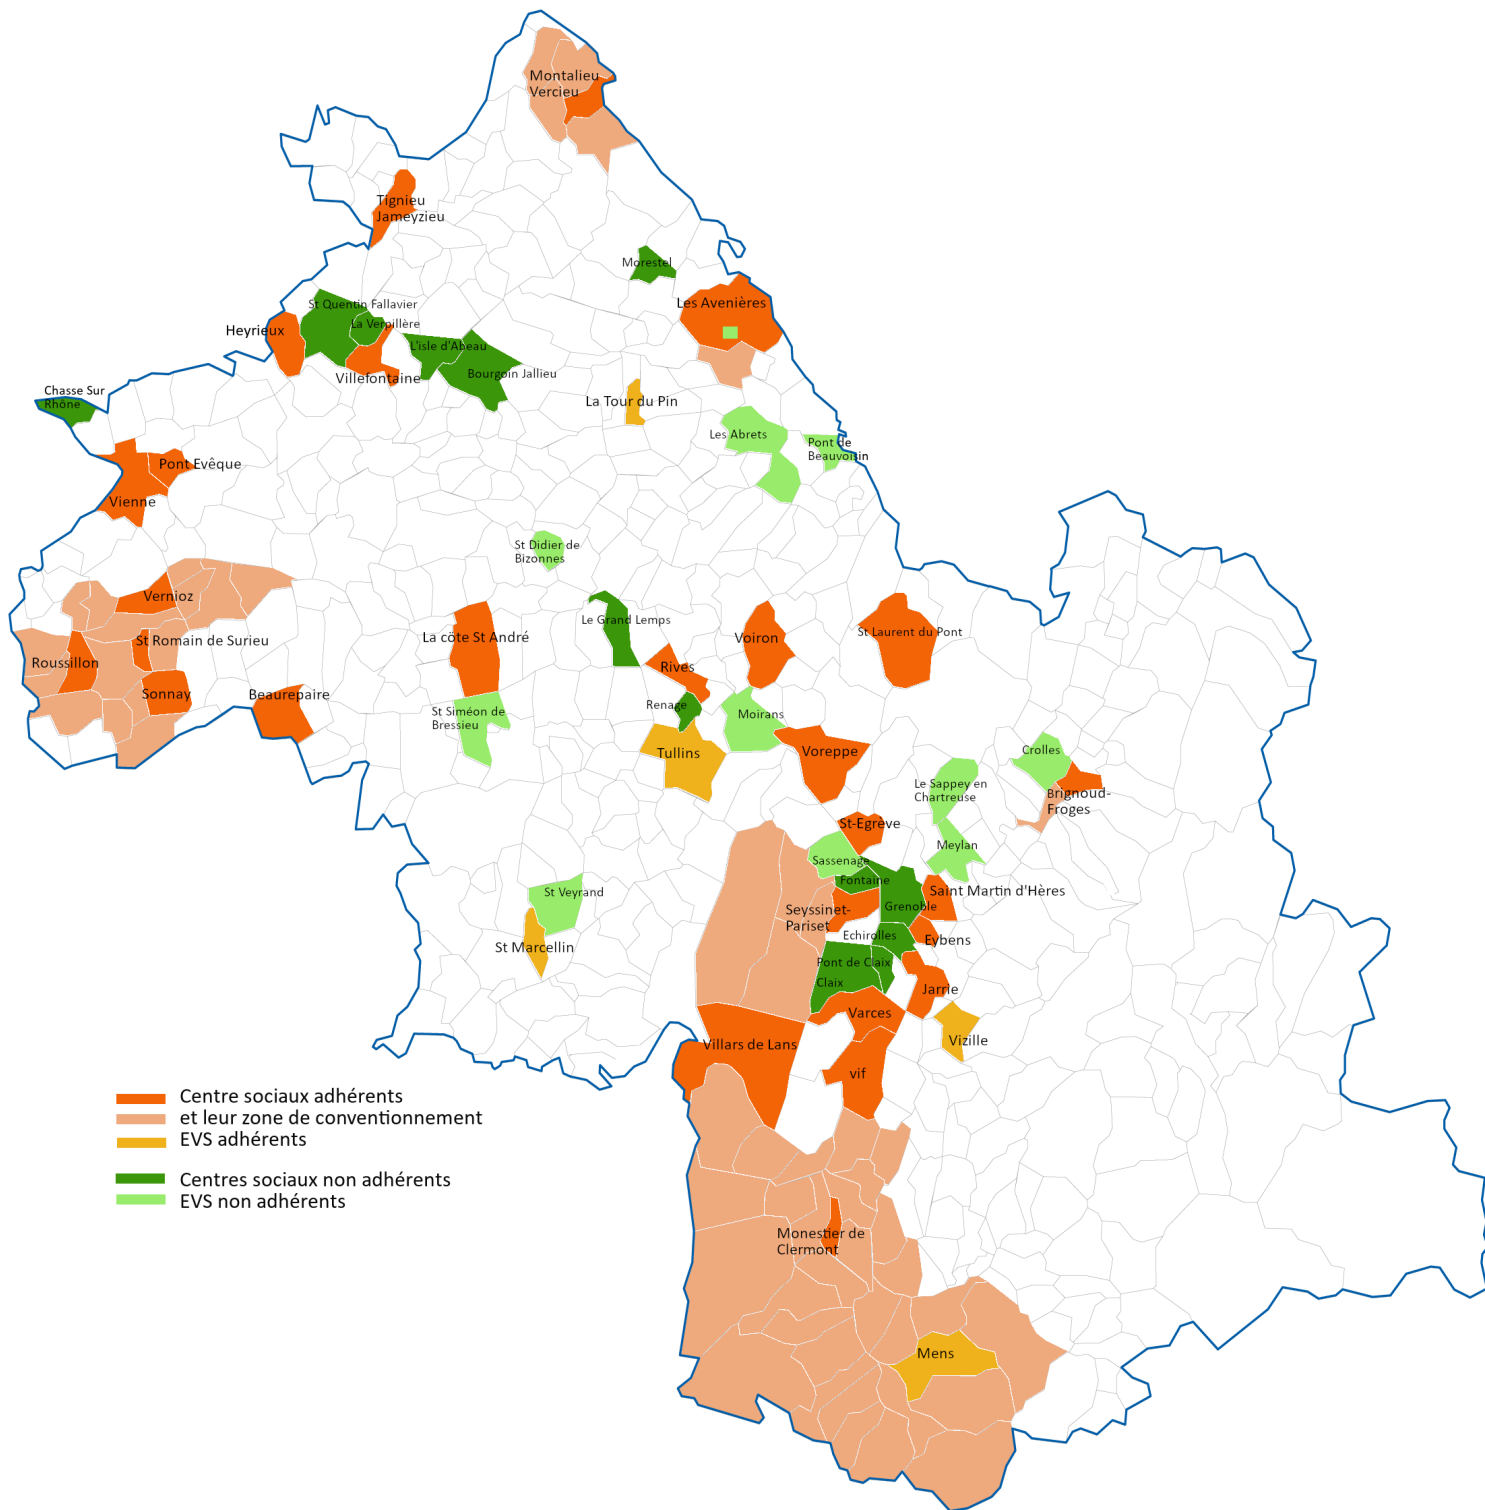 Montalieu
Vercieu
Tignieu
Jameyzieu
Morestel
Les Avenières
St Quentin Fallavier
La Verpillère
Heyrieux
L'isle d'Abeau
Bourgoin Jallieu
Villefontaine
Chasse Sur
Rhône
La Tour du Pin
Les Abrets
Pont de
Beauvoisin
Pont Evêque
Vienne
St Didier de
Bizonnes
Vernioz
St Romain de Surieu
Roussillon
Sonnay
Beaurepaire
La côte St André
Le Grand Lemps
Voiron
St Laurent du Pont
Rives
Renage
St Siméon de
Bressieu
Moirans
Tullins
Voreppe
Crolles
Le Sappey en
Chartreuse
Brignoud-
Froges
St-Egrève
Meylan
Sassenage
Fontaine
St Veyrand
Saint Martin d'Hères
Seyssinet-
Pariset
Grenoble
Echirolles
Eybens
St Marcellin
Pont de Claix
Claix
Jarrie
Varces
Vizille
Villars de Lans
vif
Centre sociaux adhérents
et leur zone de conventionnement
EVS adhérents
Centres sociaux non adhérents
EVS non adhérents
Monestier de
Clermont
Mens